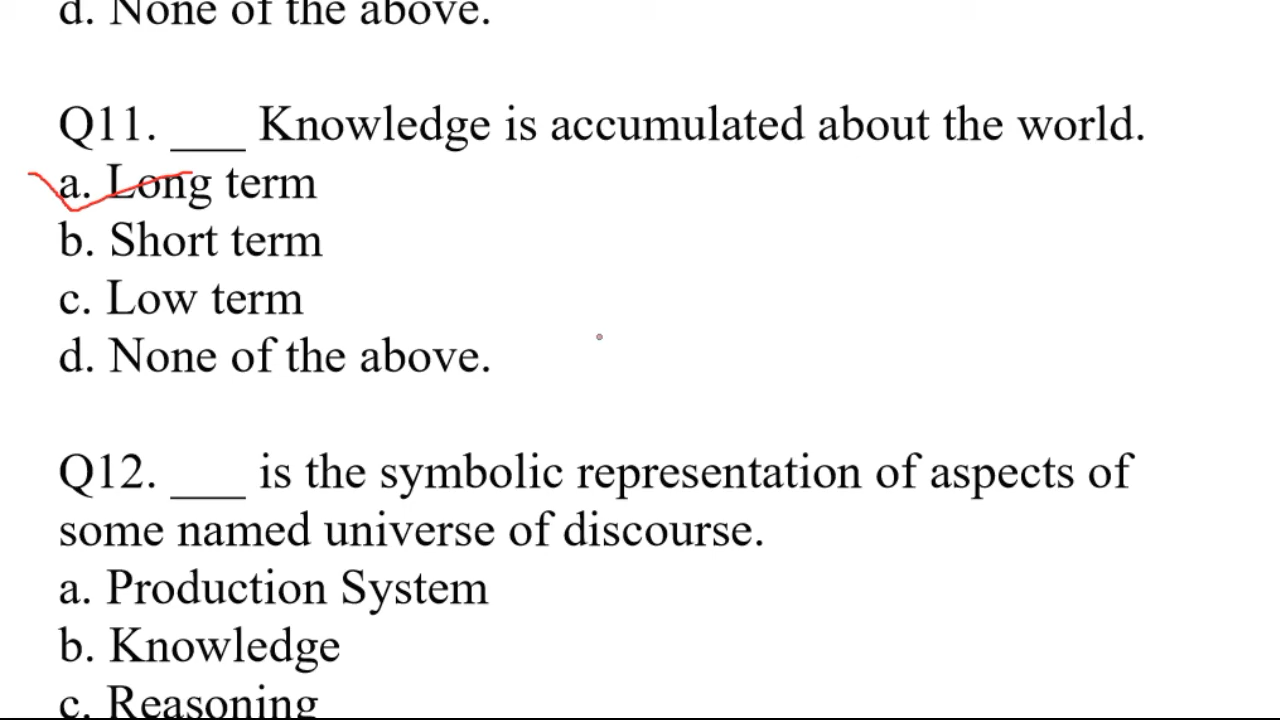 d. None of the above.
Q11. ___ Knowledge is accumulated about the world.
a. Long term
b. Short term
c. Low term
d. None of the above.
Q12. ___ is the symbolic representation of aspects of
some named universe of discourse.
a. Production System
b. Knowledge
c. Reasoning